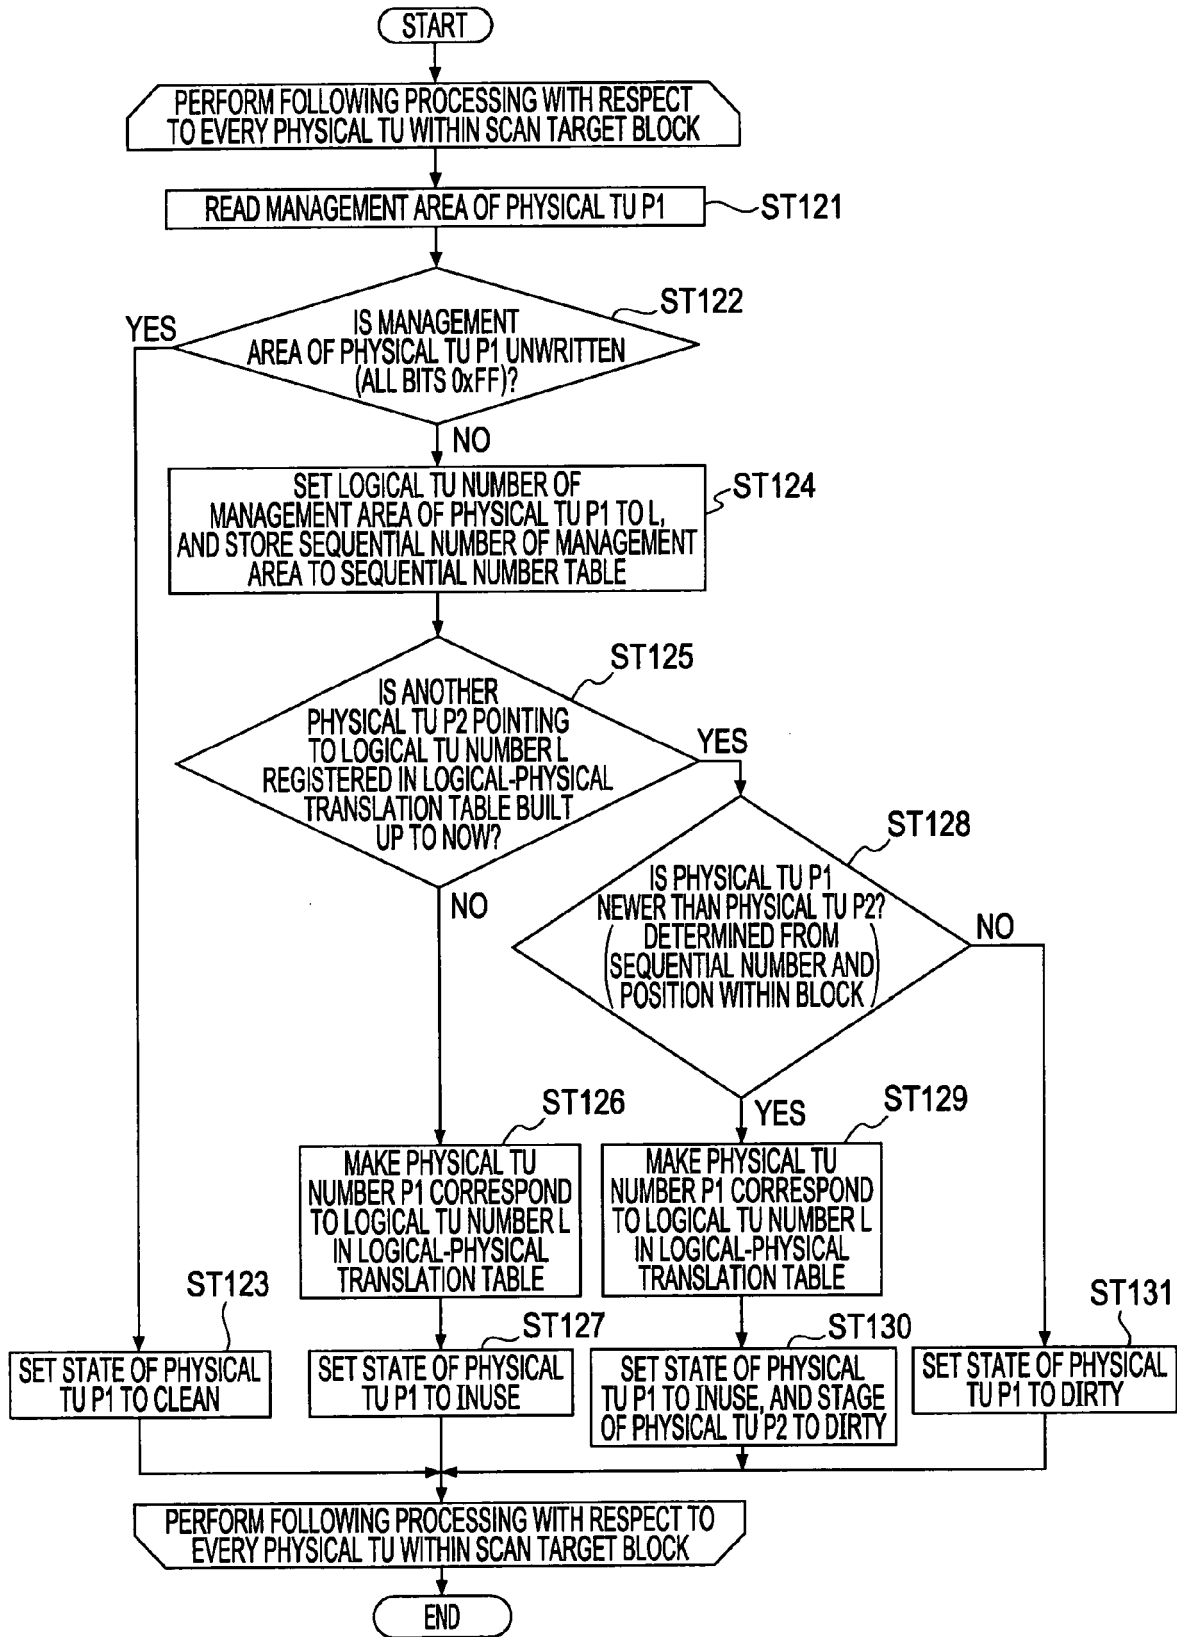 START
PERFORM FOLLOWING PROCESSING WITH RESPECT
TO EVERY PHYSICAL TU WITHIN SCAN TARGET BLOCK
READ MANAGEMENT AREA OF PHYSICAL TU P1
ST121
ST122
YES
IS MANAGEMENT
AREA OF PHYSICAL TU P1 UNWRITTEN
(ALL BITS 0xFF)?
NO
SET LOGICAL TU NUMBER OF
MANAGEMENT AREA OF PHYSICAL TU P1 TO L,
AND STORE SEQUENTIAL NUMBER OF MANAGEMENT
AREA TO SEQUENTIAL NUMBER TABLE
ST124
ST125
IS ANOTHER
PHYSICAL TU P2 POINTING
TO LOGICAL TU NUMBER L
REGISTERED IN LOGICAL-PHYSICAL
TRANSLATION TABLE BUILT
UP TO NOW?
YES
NO
ST128
IS PHYSICAL TU P1
NEWER THAN PHYSICAL TU P2?
(DETERMINED FROM
SEQUENTIAL NUMBER AND
POSITION WITHIN BLOCK)
NO
YES
ST126
MAKE PHYSICAL TU
NUMBER P1 CORRESPOND
TO LOGICAL TU NUMBER L
IN LOGICAL-PHYSICAL
TRANSLATION TABLE
ST129
MAKE PHYSICAL TU
NUMBER P1 CORRESPOND
TO LOGICAL TU NUMBER L
IN LOGICAL-PHYSICAL
TRANSLATION TABLE
ST123
SET STATE OF PHYSICAL
TU P1 TO CLEAN
ST127
SET STATE OF PHYSICAL
TU P1 TO INUSE
ST130
SET STATE OF PHYSICAL
TU P1 TO INUSE, AND STAGE
OF PHYSICAL TU P2 TO DIRTY
ST131
SET STATE OF PHYSICAL
TU P1 TO DIRTY
PERFORM FOLLOWING PROCESSING WITH RESPECT TO
EVERY PHYSICAL TU WITHIN SCAN TARGET BLOCK
END